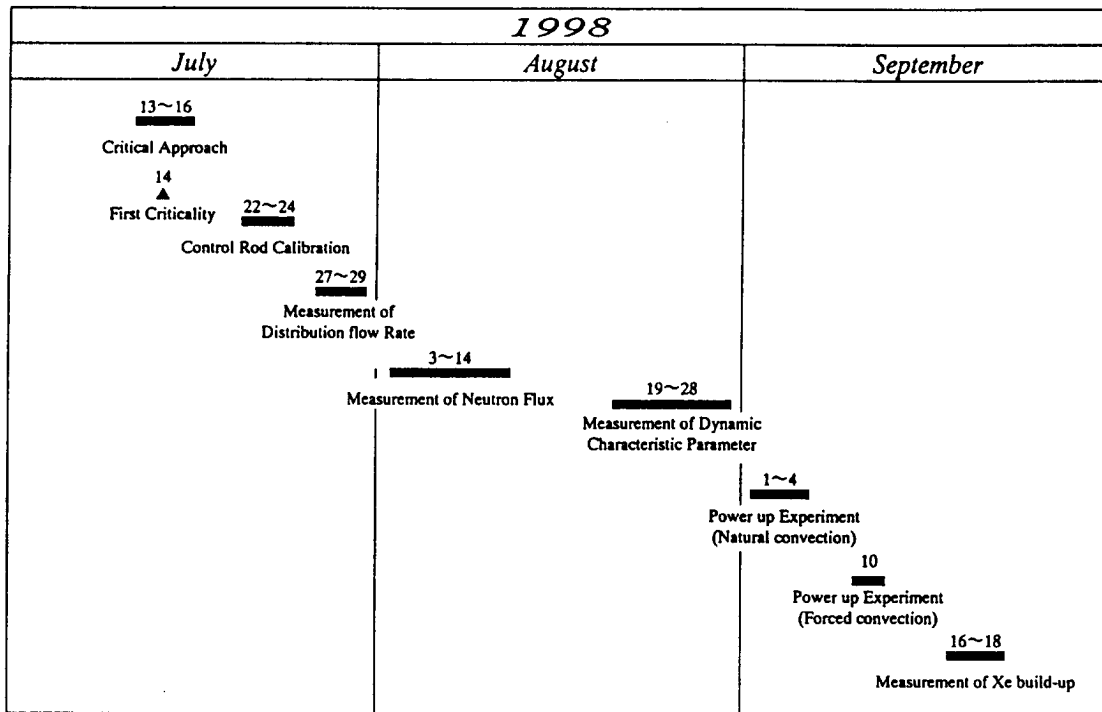 1998
July
August
September
13~16
Critical Approach
14
First Criticality
22~24
Control Rod Calibration
27~29
Measurement of
Distribution flow Rate
3~14
Measurement of Neutron Flux
19~28
Measurement of Dynamic
Characteristic Parameter
1~4
Power up Experiment
(Natural convection)
10
Power up Experiment
(Forced convection)
16~18
Measurement of Xe build-up